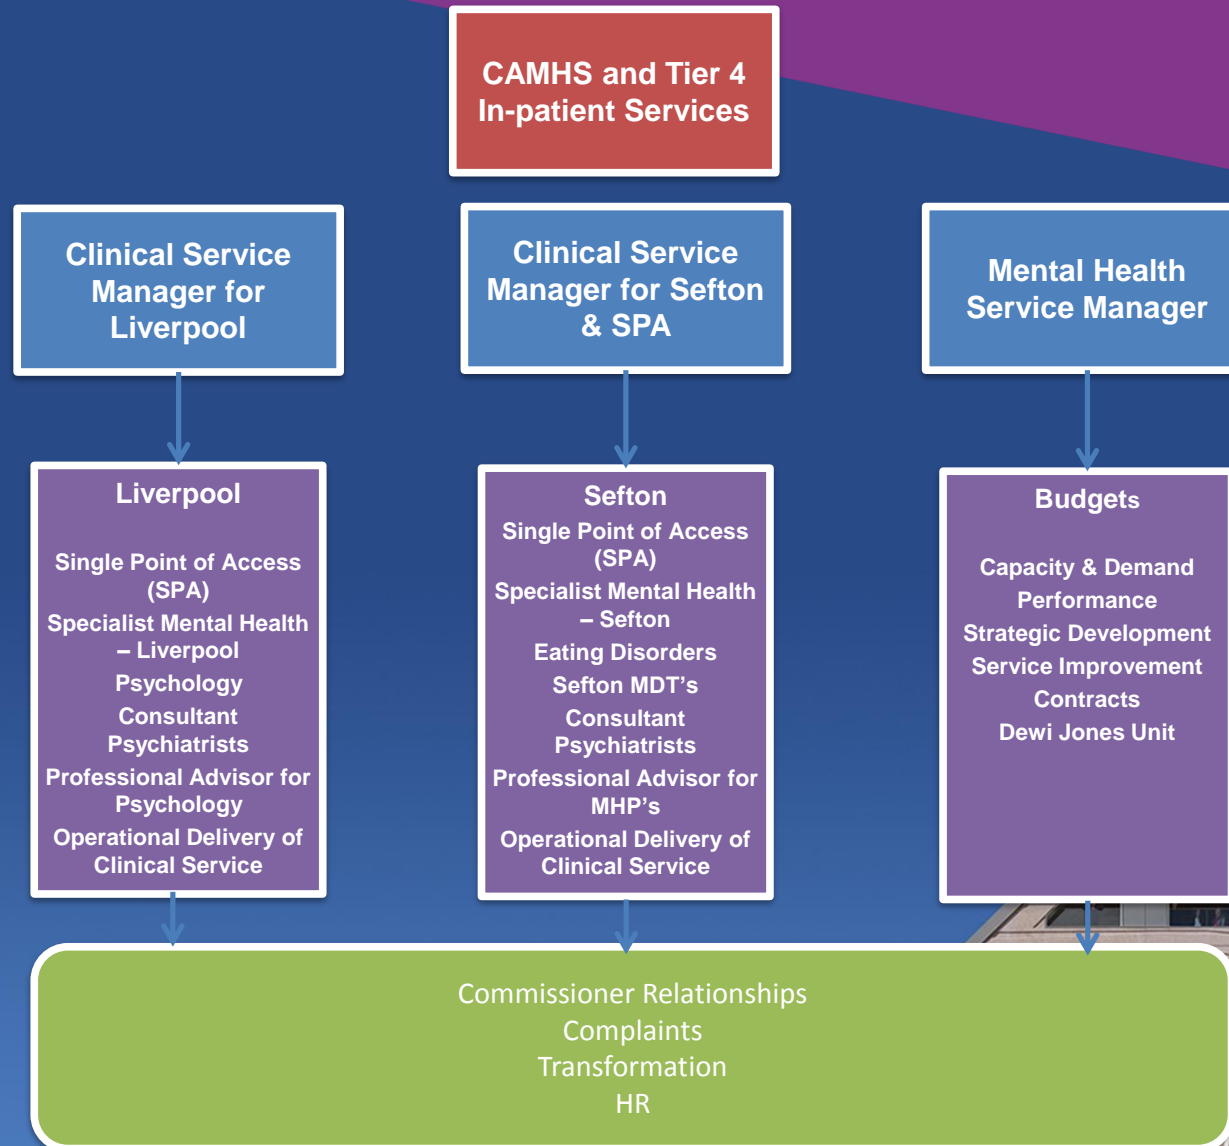 CAMHS and Tier 4
In-patient Services
Clinical Service
Manager for
Liverpool
Clinical Service
Manager for Sefton
& SPA
Mental Health
Service Manager
Liverpool
Single Point of Access
(SPA)
Specialist Mental Health
– Liverpool
Psychology
Consultant
Psychiatrists
Professional Advisor for
Psychology
Operational Delivery of
Clinical Service
Sefton
Single Point of Access
(SPA)
Specialist Mental Health
– Sefton
Eating Disorders
Sefton MDT's
Consultant
Psychiatrists
Professional Advisor for
MHP's
Operational Delivery of
Clinical Service
Budgets
Capacity & Demand
Performance
Strategic Development
Service Improvement
Contracts
Dewi Jones Unit
Commissioner Relationships
Complaints
Transformation
HR